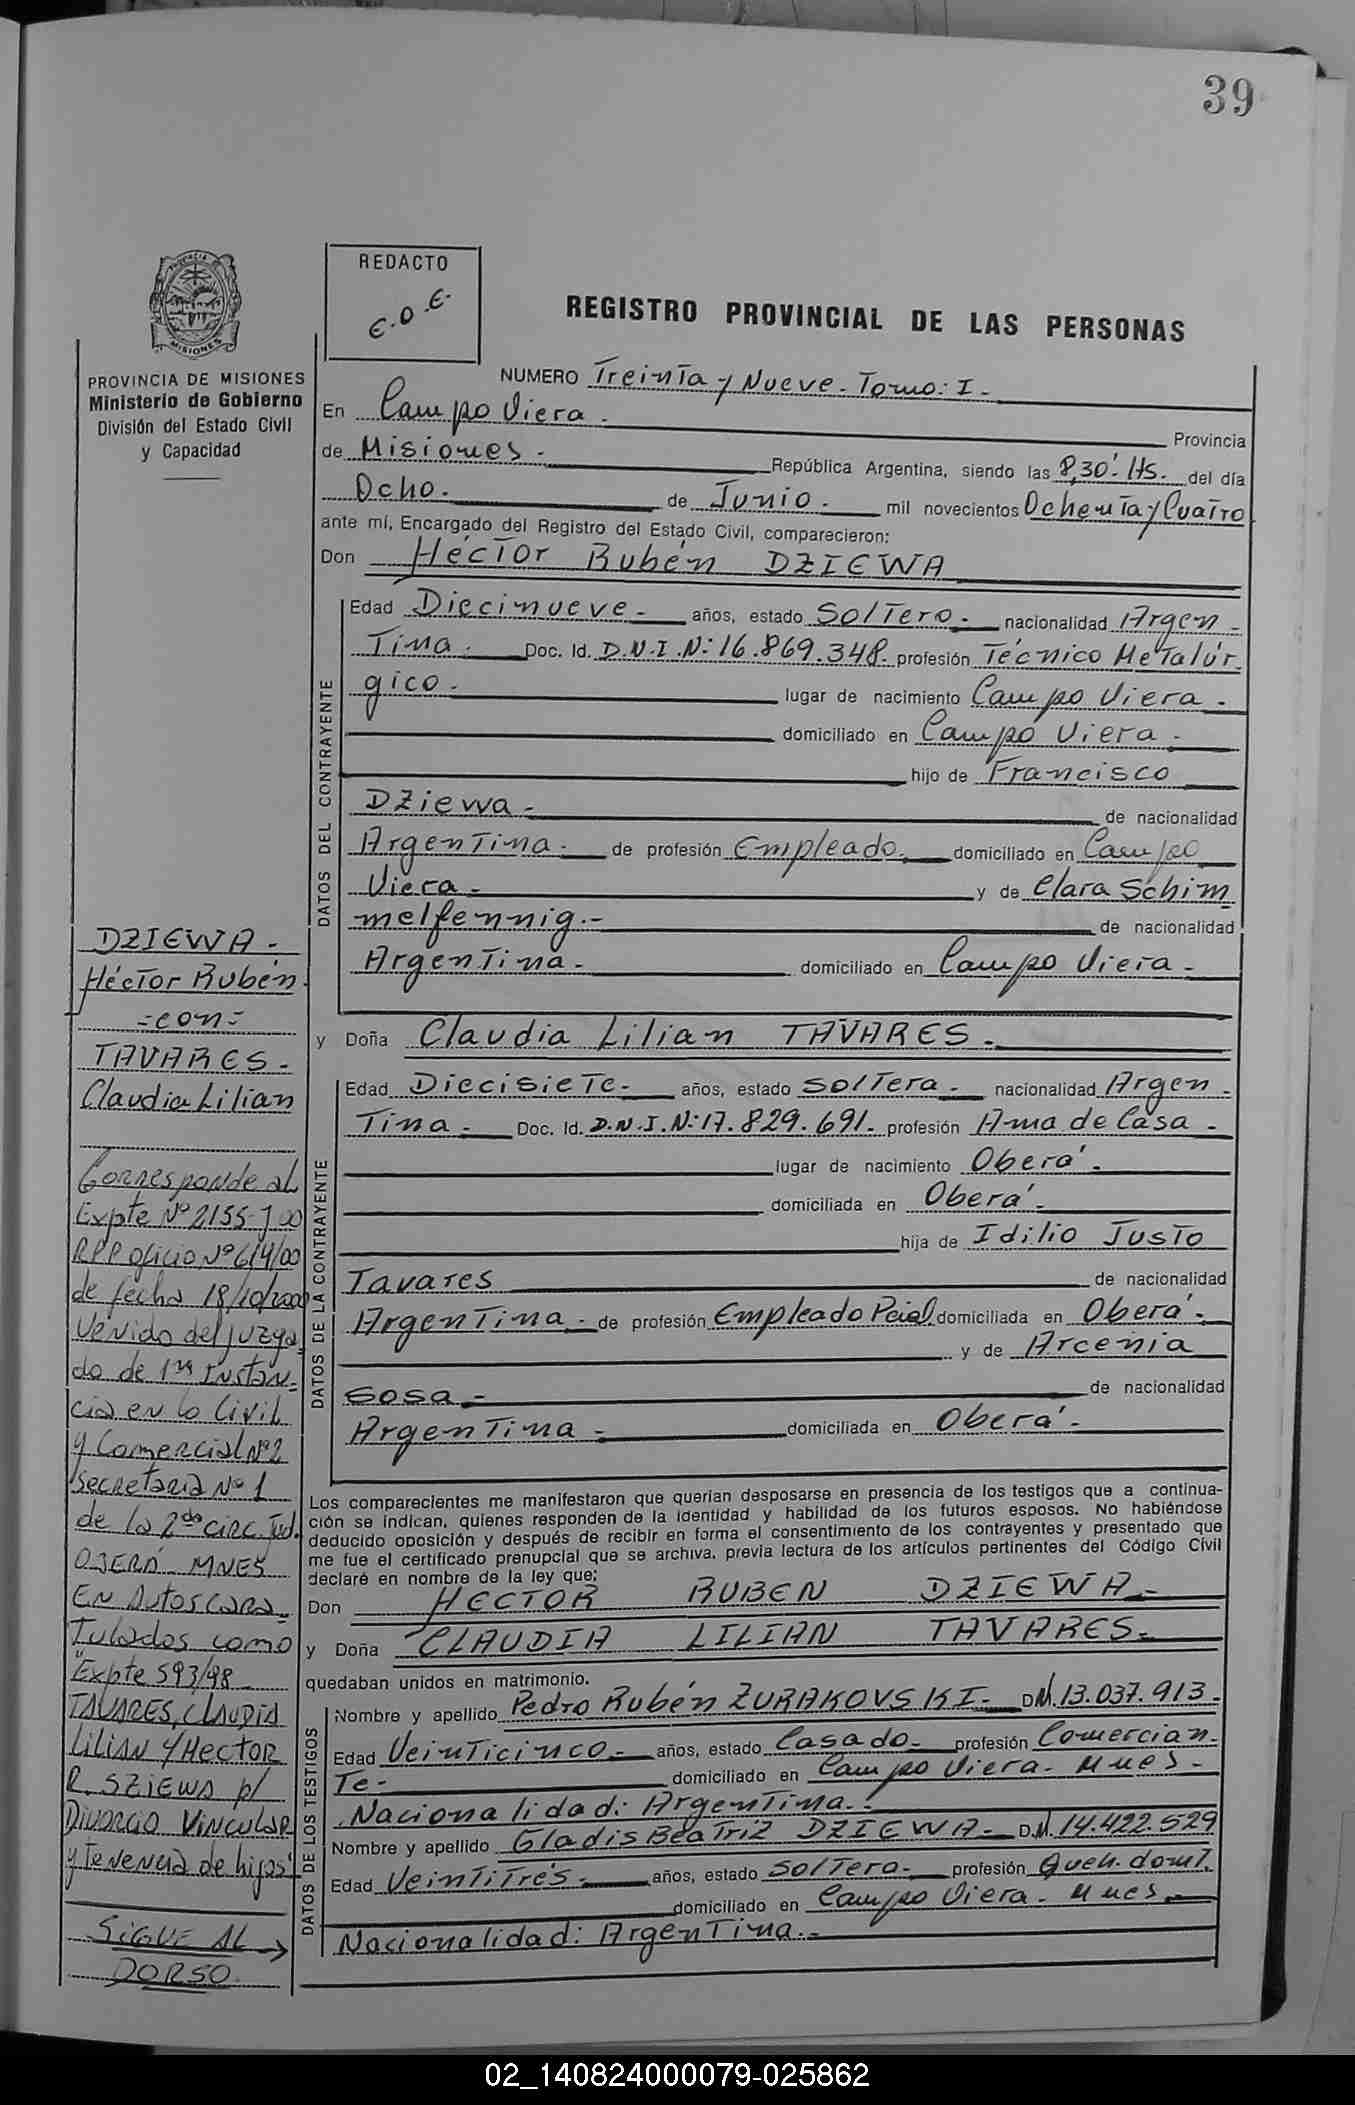 39
REDACTO
E.O.E.
MISIONES
PROVINCIA DE MISIONES
Ministerio de Gobierno
División del Estado Civil
y Capacidad
REGISTRO PROVINCIAL DE LAS PERSONAS
NUMERO Treinta y Nueve.- Tomo: I.-
En Campo Viera.- Provincia
de Misiones.- República Argentina, siendo las 8,30' Hs. del día
Ocho.- de Junio.- mil novecientos Ochenta y Cuatro
ante mí, Encargado del Registro del Estado Civil, comparecieron:
Don Héctor Rubén DZIEWA
DATOS DEL CONTRAYENTE
Edad Diecinueve.- años, estado Soltero.- nacionalidad Argen-
tina.- Doc. Id. D.N.I.N:16.869.348. profesión Técnico Metalúr-
gico.- lugar de nacimiento Campo Viera.-
domiciliado en Campo Viera.-
hijo de Francisco
Dziewa.- de nacionalidad
Argentina.- de profesión Empleado.- domiciliado en Campo
Viera.- y de Clara Schim-
melfennig.- de nacionalidad
Argentina.- domiciliado en Campo Viera.-
y Doña Claudia Lilian TAVARES.-
DATOS DE LA CONTRAYENTE
Edad Diecisiete.- años, estado Soltera.- nacionalidad Argen-
tina.- Doc. Id. D.N.I.N:17.829.691.- profesión Ama de Casa.-
lugar de nacimiento Oberá.-
domiciliada en Oberá.-
hija de Idilio Justo
Tavares de nacionalidad
Argentina.- de profesión Empleado Pcial domiciliada en Oberá.-
y de Arcenia
Sosa.- de nacionalidad
Argentina.- domiciliada en Oberá.-
Los comparecientes me manifestaron que querían desposarse en presencia de los testigos que a continua-
ción se indican, quienes responden de la identidad y habilidad de los futuros esposos. No habiéndose
deducido oposición y después de recibir en forma el consentimiento de los contrayentes y presentado que
me fue el certificado prenupcial que se archiva, previa lectura de los artículos pertinentes del Código Civil
declaré en nombre de la ley que:
Don HECTOR RUBEN DZIEWA.-
y Doña CLAUDIA LILIAN TAVARES.-
quedaban unidos en matrimonio.
DATOS DE LOS TESTIGOS
Nombre y apellido Pedro Rubén ZURAKOVSKI.- DNI.13.037.913.-
Edad Veinticinco.- años, estado Casado.- profesión Comercian-
te.- domiciliado en Campo Viera.- Mnes.-
Nacionalidad: Argentina.-
Nombre y apellido Gladis Beatriz DZIEWA.- DNI.14.422.529
Edad Veintitrés.- años, estado Soltera.- profesión Queh. domt.
domiciliado en Campo Viera.- Mnes.-
Nacionalidad: Argentina.-
DZIEWA.-
Héctor Rubén
=con=
TAVARES.-
Claudia Lilian
Corresponde al
Expte Nº 2155-J-00
RPP oficio Nº 614/00
de fecha 18/10/2000
Venido del Juzga
do de 1ra Instan-
cia en lo Civil
y Comercial Nº2
Secretaria Nº 1
de la 2da Circ. Jud.
OBERÁ MNES
EN Autos cara-
tulados como
"Expte 593/98
TAVARES, CLAUDIA
LILIAN Y HECTOR
R. SZIEWA p/
Divorcio Vincular
y tenencia de hijos"
SIGUE AL →
DORSO
02_140824000079-025862